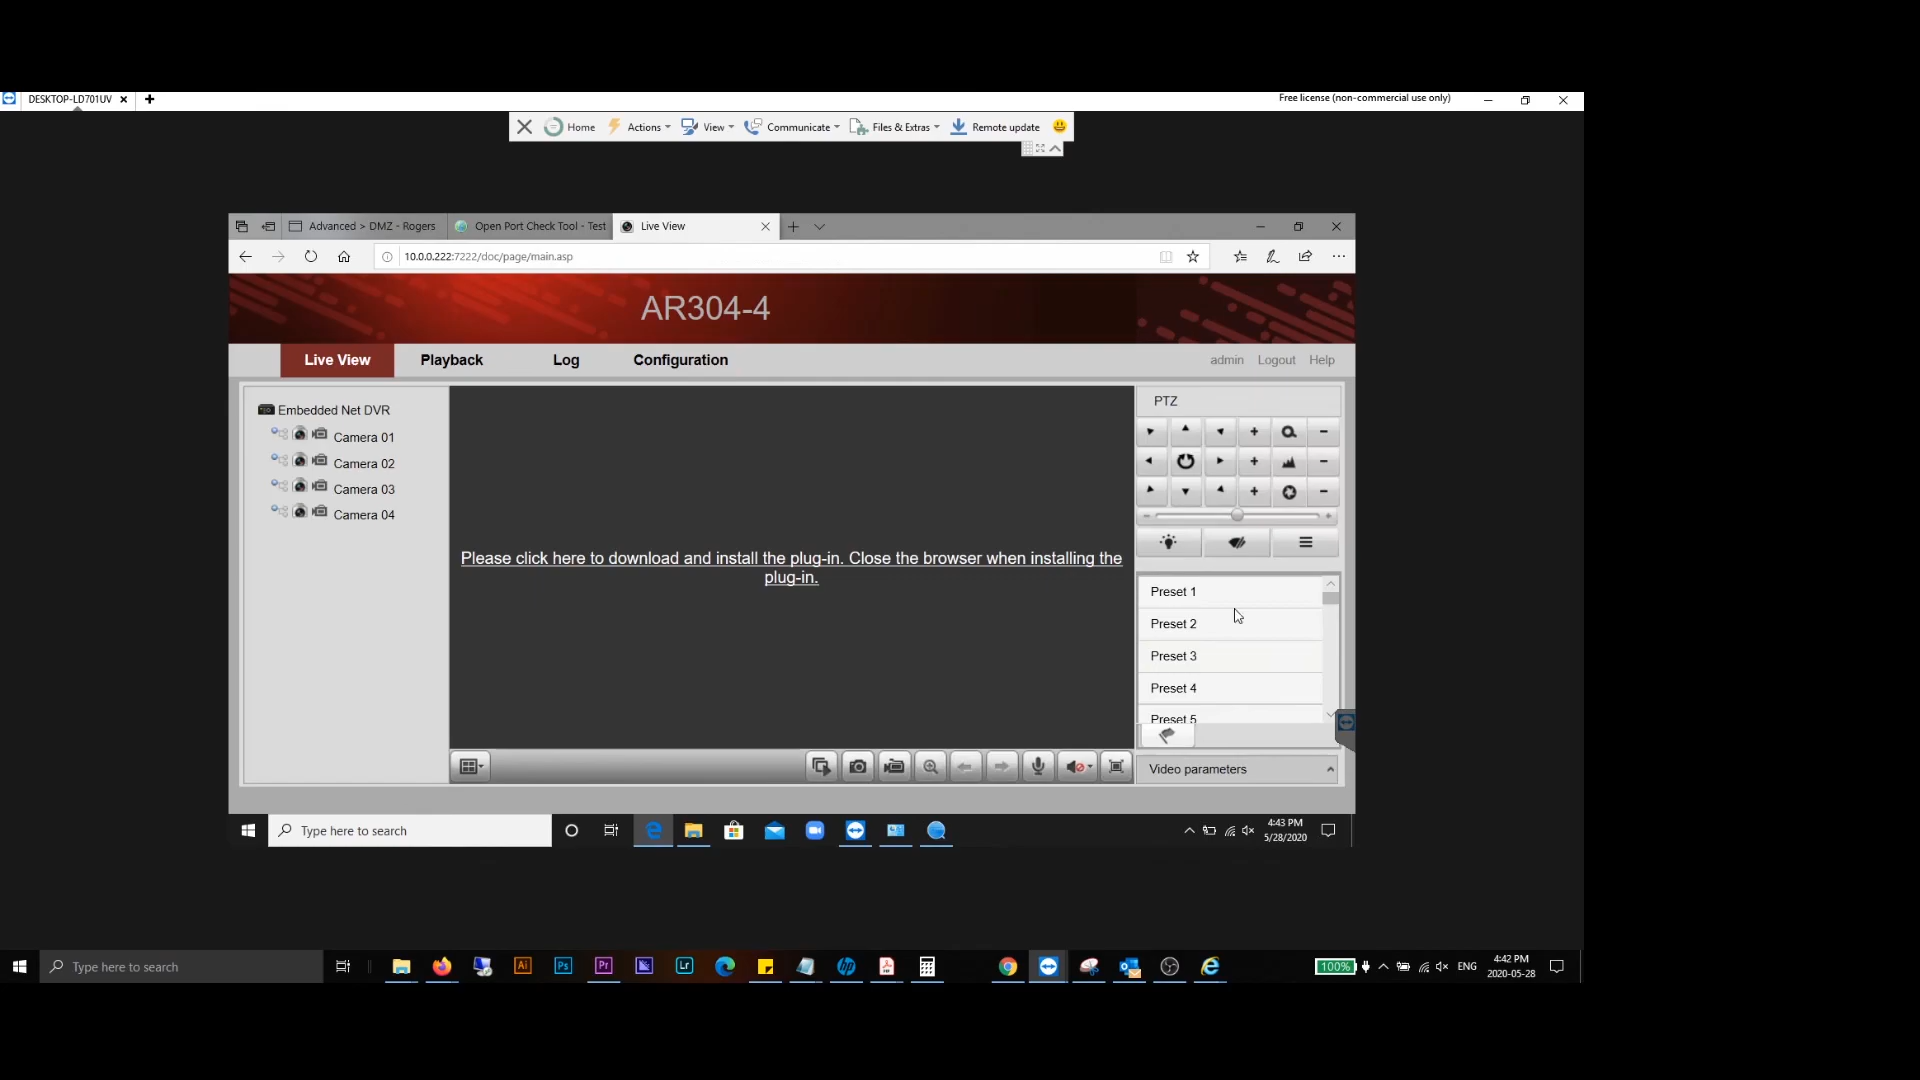 DESKTOP-LD701UV
Free license (non-commercial use only)
Home Actions View Communicate Files & Extras Remote update
Advanced > DMZ - Rogers
Open Port Check Tool - Test
Live View
10.0.0.222:7222/doc/page/main.asp
AR304-4
Live View Playback Log Configuration
admin Logout Help
Embedded Net DVR
Camera 01
Camera 02
Camera 03
Camera 04
Please click here to download and install the plug-in. Close the browser when installing the
plug-in.
PTZ
Preset 1
Preset 2
Preset 3
Preset 4
Preset 5
Video parameters
Type here to search
4:43 PM
5/28/2020
Type here to search
Ai Ps Pr Lr
100%
ENG
4:42 PM
2020-05-28